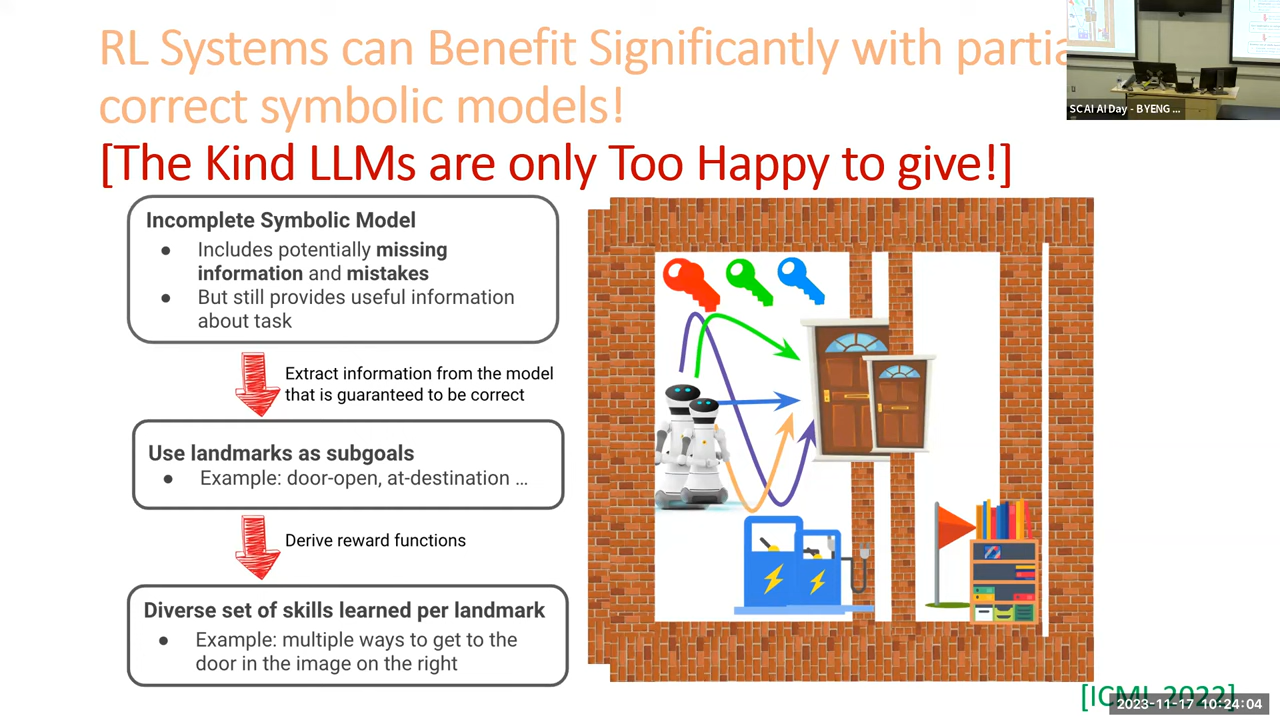 RL Systems can Benefit Significantly with partia
correct symbolic models!
[The Kind LLMs are only Too Happy to give!]
SCAI AI Day - BYENG ...
Incomplete Symbolic Model
● Includes potentially missing
information and mistakes
● But still provides useful information
about task
Extract information from the model
that is guaranteed to be correct
Use landmarks as subgoals
● Example: door-open, at-destination ...
Derive reward functions
Diverse set of skills learned per landmark
● Example: multiple ways to get to the
door in the image on the right
[ICML 2022]
2023-11-17 10:24:04